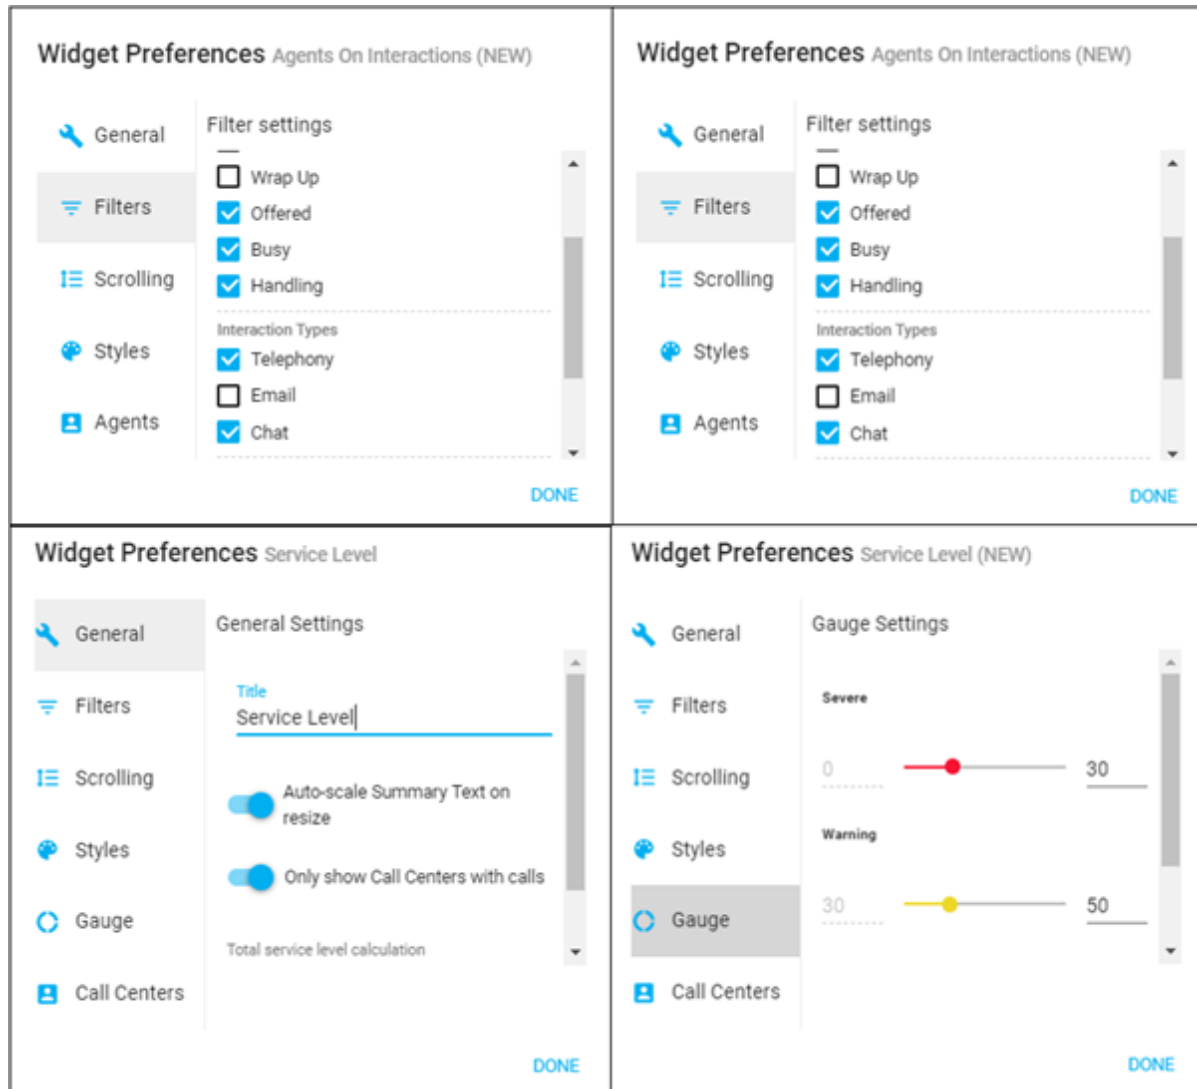 Widget Preferences Agents On Interactions (NEW)
General
Filters
Scrolling
Styles
Agents
Filter settings
Wrap Up
Offered
Busy
Handling
Interaction Types
Telephony
Email
Chat
DONE
Widget Preferences Agents On Interactions (NEW)
General
Filters
Scrolling
Styles
Agents
Filter settings
Wrap Up
Offered
Busy
Handling
Interaction Types
Telephony
Email
Chat
DONE
Widget Preferences Service Level
General
Filters
Scrolling
Styles
Gauge
Call Centers
General Settings
Title
Service Level
Auto-scale Summary Text on
resize
Only show Call Centers with calls
Total service level calculation
DONE
Widget Preferences Service Level (NEW)
General
Filters
Scrolling
Styles
Gauge
Call Centers
Gauge Settings
Severe
0 30
Warning
30 50
DONE